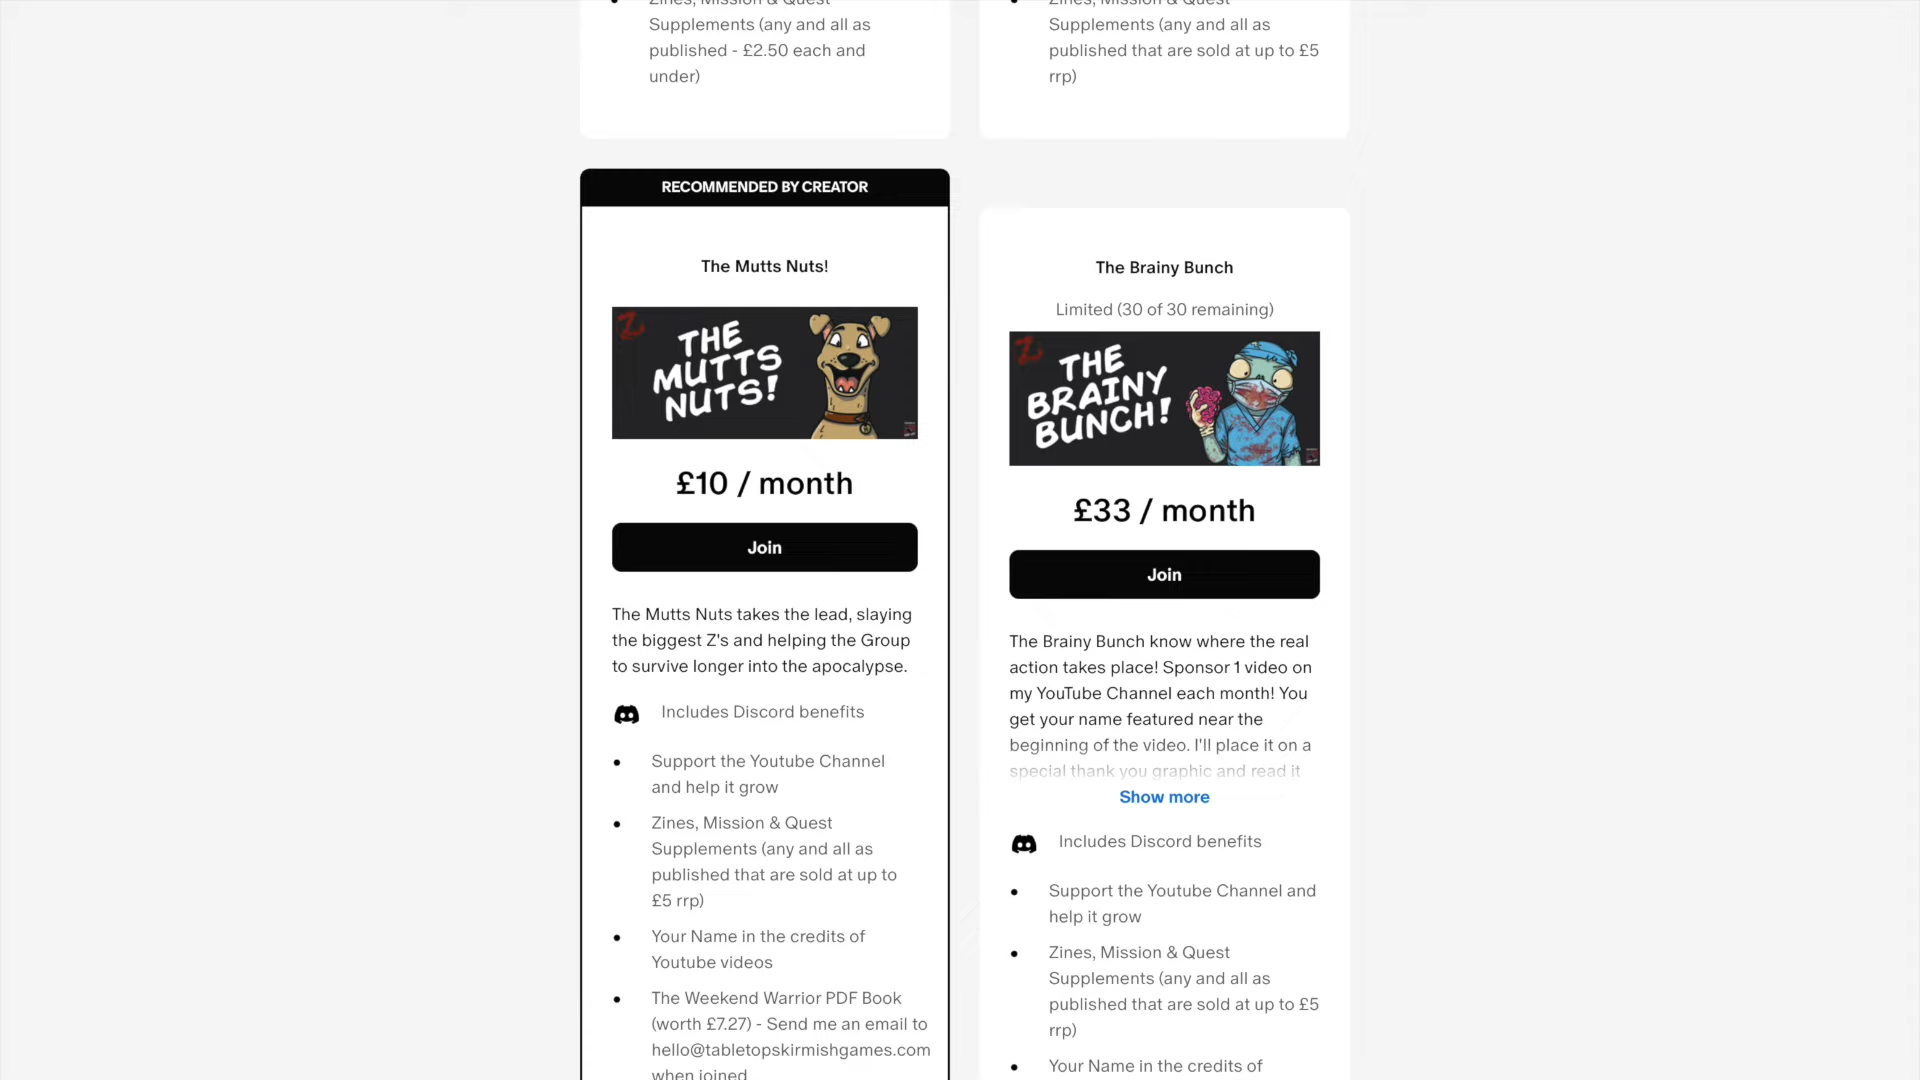 Zines, Mission & Quest
Supplements (any and all as
published - £2.50 each and
under)
Zines, Mission & Quest
Supplements (any and all as
published that are sold at up to £5
rrp)
RECOMMENDED BY CREATOR
The Mutts Nuts!
Z
THE
MUTTS
NUTS!
£10 / month
Join
The Mutts Nuts takes the lead, slaying
the biggest Z's and helping the Group
to survive longer into the apocalypse.
Includes Discord benefits
• Support the Youtube Channel
and help it grow
• Zines, Mission & Quest
Supplements (any and all as
published that are sold at up to
£5 rrp)
• Your Name in the credits of
Youtube videos
• The Weekend Warrior PDF Book
(worth £7.27) - Send me an email to
hello@tabletopskirmishgames.com
when joined
The Brainy Bunch
Limited (30 of 30 remaining)
Z
THE
BRAINY
BUNCH!
£33 / month
Join
The Brainy Bunch know where the real
action takes place! Sponsor 1 video on
my YouTube Channel each month! You
get your name featured near the
beginning of the video. I'll place it on a
special thank you graphic and read it
Show more
Includes Discord benefits
• Support the Youtube Channel and
help it grow
• Zines, Mission & Quest
Supplements (any and all as
published that are sold at up to £5
rrp)
• Your Name in the credits of